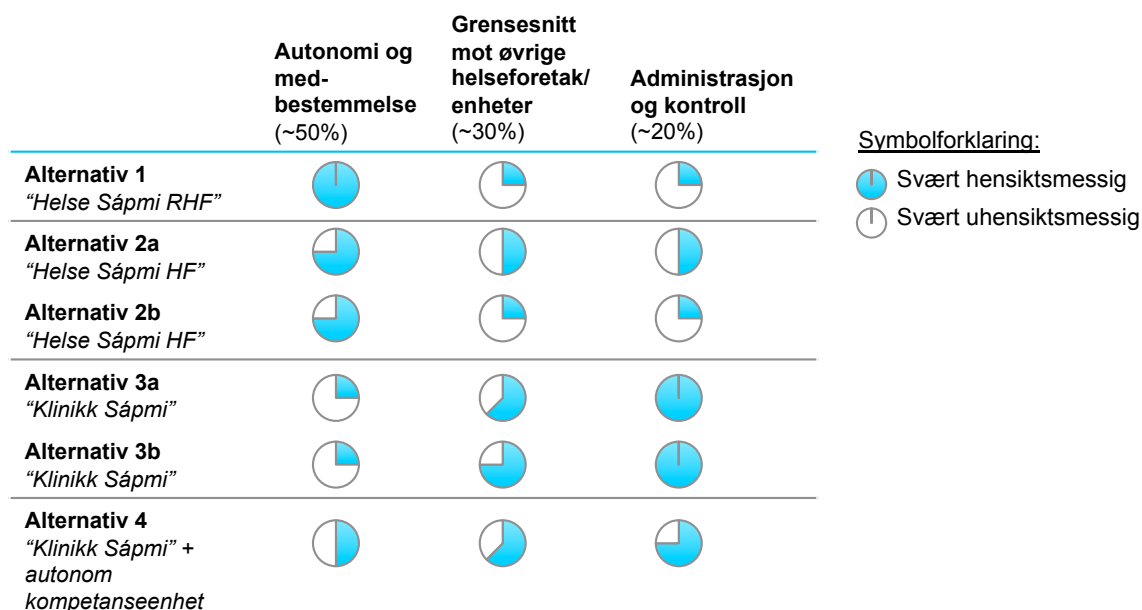 Autonomi og
med-
bestemmelse
(~50%)
Grensesnitt
mot øvrige
helseforetak/
enheter
(~30%)
Administrasjon
og kontroll
(~20%)
Symbolforklaring:
Svært hensiktsmessig
Svært uhensiktsmessig
Alternativ 1
“Helse Sápmi RHF”
Alternativ 2a
“Helse Sápmi HF”
Alternativ 2b
“Helse Sápmi HF”
Alternativ 3a
“Klinikk Sápmi”
Alternativ 3b
“Klinikk Sápmi”
Alternativ 4
“Klinikk Sápmi” +
autonom
kompetanseenhet